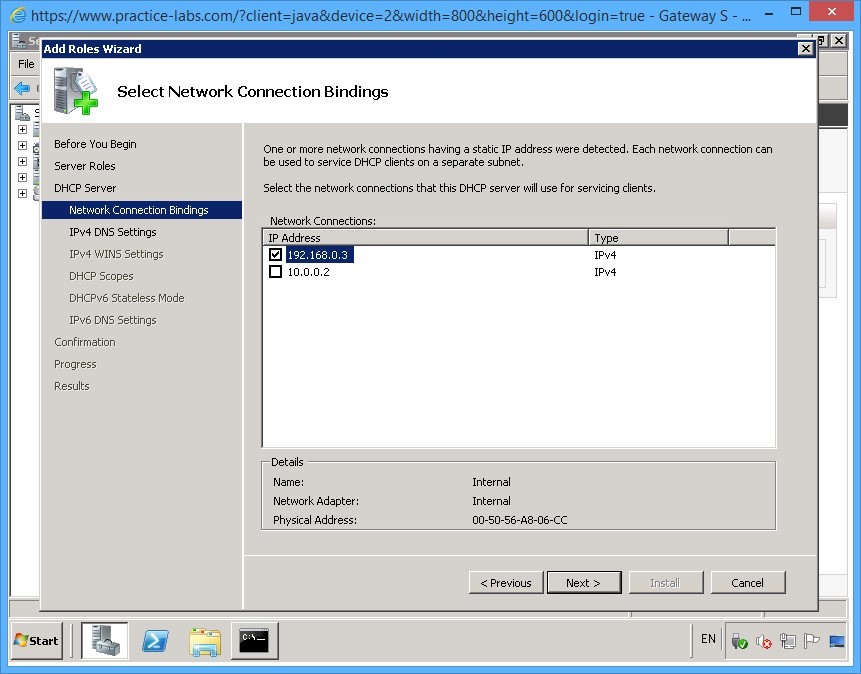 https://www.practice-labs.com/?client=java&device=2&width=800&height=600&login=true - Gateway S - ...
Add Roles Wizard
File
Select Network Connection Bindings
Before You Begin
Server Roles
DHCP Server
Network Connection Bindings
IPv4 DNS Settings
IPv4 WINS Settings
DHCP Scopes
DHCPv6 Stateless Mode
IPv6 DNS Settings
Confirmation
Progress
Results
One or more network connections having a static IP address were detected. Each network connection can
be used to service DHCP clients on a separate subnet.
Select the network connections that this DHCP server will use for servicing clients.
Network Connections:
IP Address Type
192.168.0.3 IPv4
10.0.0.2 IPv4
Details
Name: Internal
Network Adapter: Internal
Physical Address: 00-50-56-A8-06-CC
< Previous Next > Install Cancel
Start
C:\
EN